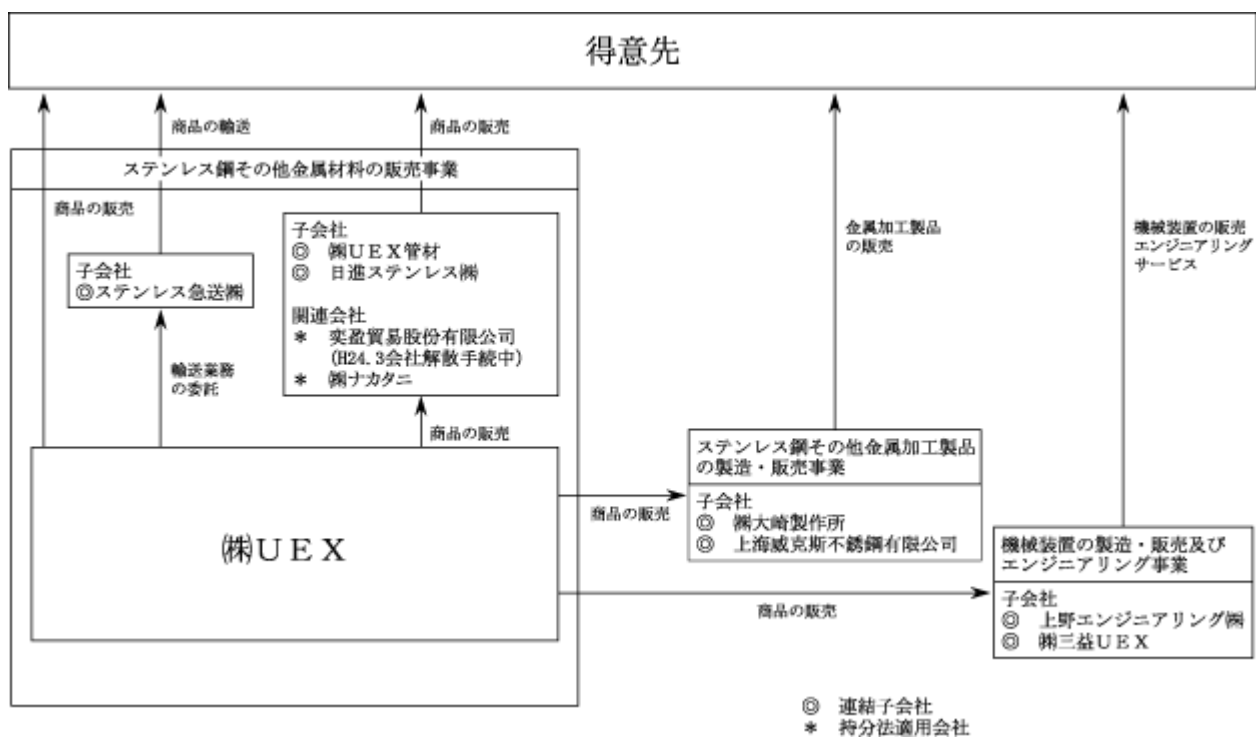 得意先
商品の輸送
商品の販売
ステンレス鋼その他金属材料の販売事業
商品の販売
子会社
◎ステンレス急送㈱
輸送業務
の委託
子会社
◎ ㈱ＵＥＸ管材
◎ 日進ステンレス㈱
関連会社
＊ 奕盈貿易股份有限公司
(H24.3会社解散手続中)
＊ ㈱ナカタニ
商品の販売
㈱ＵＥＸ
商品の販売
商品の販売
金属加工製品
の販売
ステンレス鋼その他金属加工製品
の製造・販売事業
子会社
◎ ㈱大崎製作所
◎ 上海威克斯不銹鋼有限公司
機械装置の販売
エンジニアリング
サービス
機械装置の製造・販売及び
エンジニアリング事業
子会社
◎ 上野エンジニアリング㈱
◎ ㈱三益ＵＥＸ
◎ 連結子会社
＊ 持分法適用会社